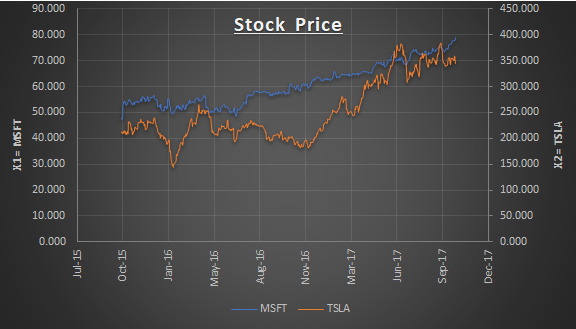 Stock Price
X1= MSFT
90.000
80.000
70.000
60.000
50.000
40.000
30.000
20.000
10.000
0.000
450.000
400.000
350.000
300.000
250.000
200.000
150.000
100.000
50.000
0.000
X2= TSLA
Jul-15
Oct-15
Jan-16
May-16
Aug-16
Nov-16
Mar-17
Jun-17
Sep-17
Dec-17
MSFT
TSLA